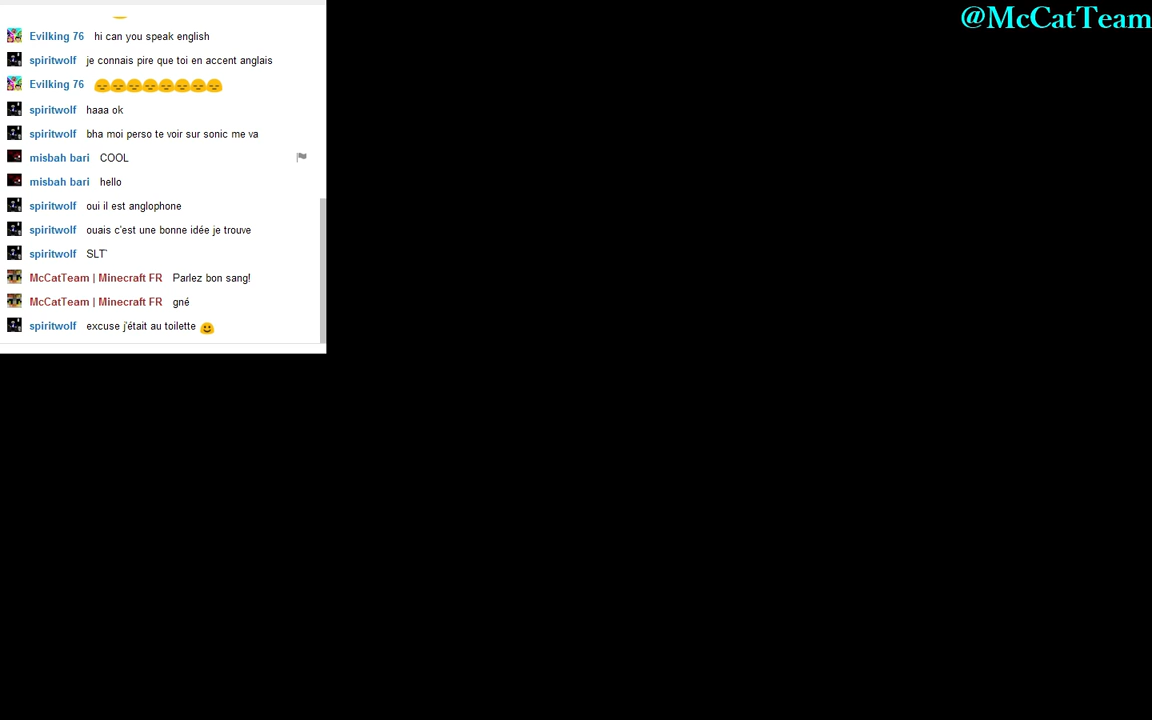 @McCatTeam
Evilking 76 hi can you speak english
spiritwolf je connais pire que toi en accent anglais
Evilking 76
spiritwolf haaa ok
spiritwolf bha moi perso te voir sur sonic me va
misbah bari COOL
misbah bari hello
spiritwolf oui il est anglophone
spiritwolf ouais c'est une bonne idée je trouve
spiritwolf SLT`
McCatTeam | Minecraft FR Parlez bon sang!
McCatTeam | Minecraft FR gné
spiritwolf excuse j'était au toilette